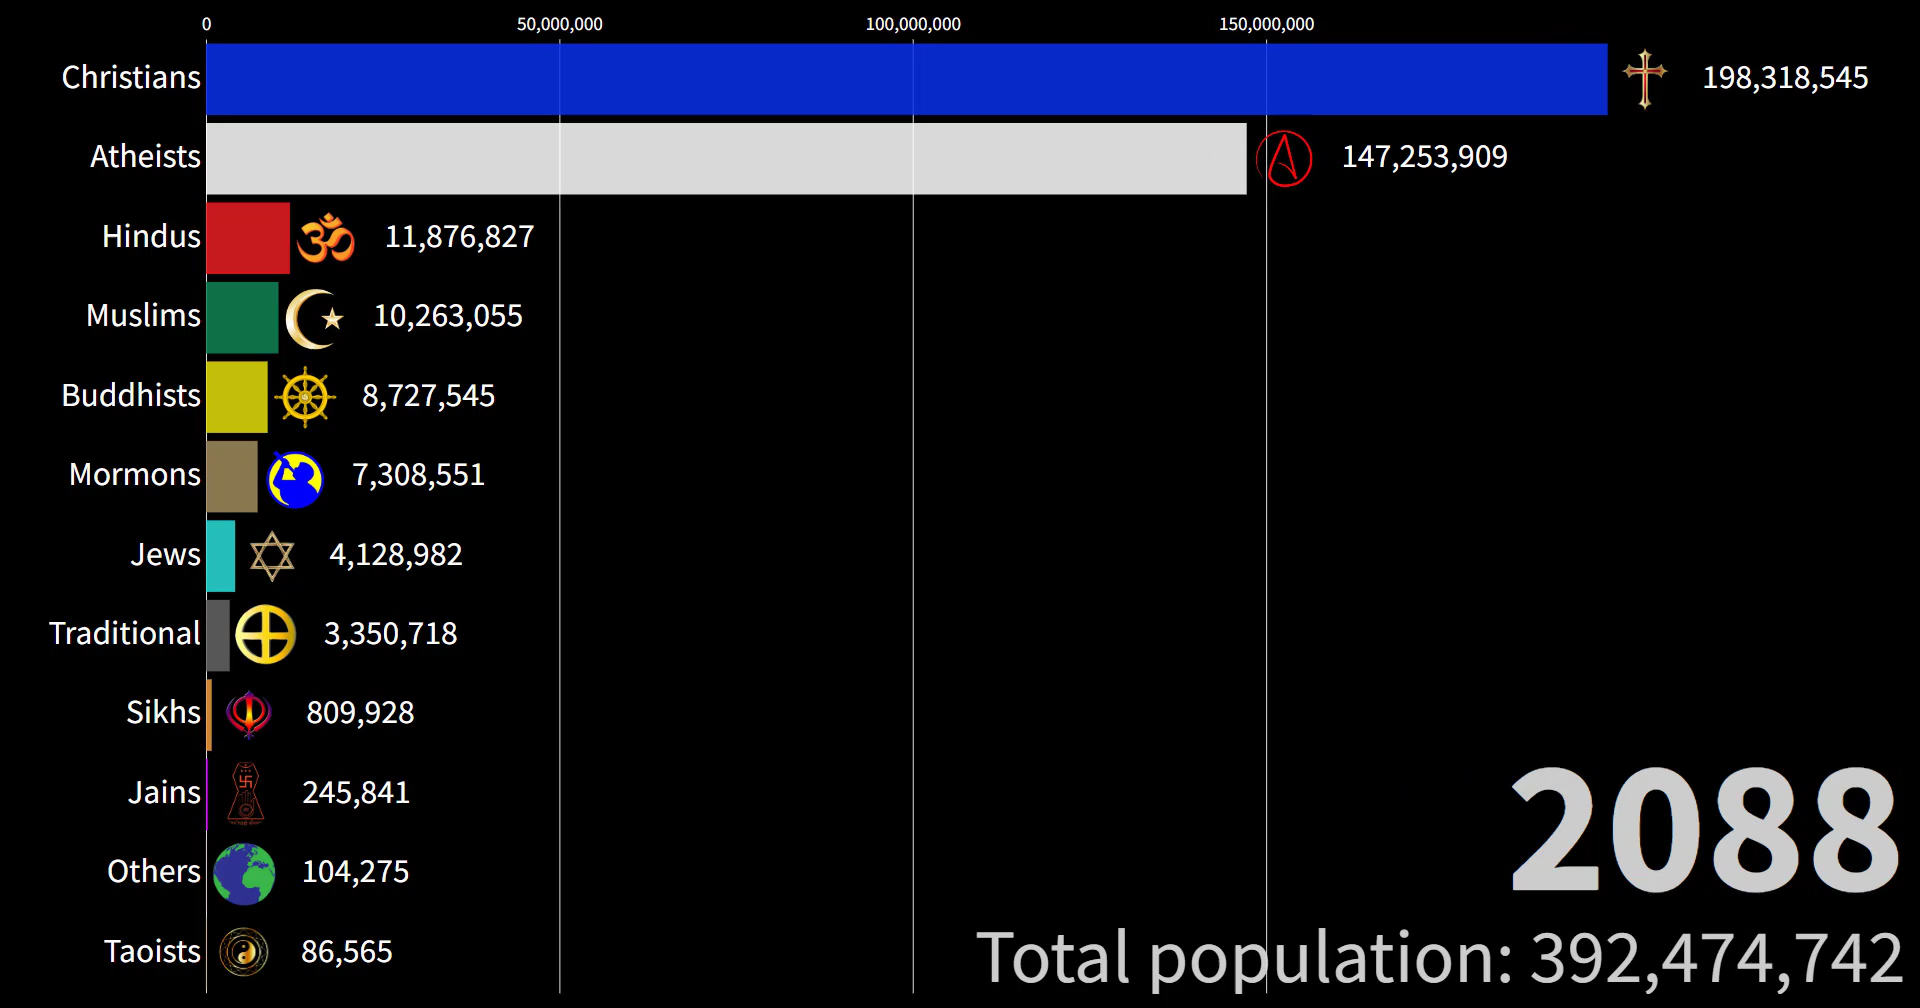 0 50,000,000 100,000,000 150,000,000
Christians 198,318,545
Atheists 147,253,909
Hindus 11,876,827
Muslims 10,263,055
Buddhists 8,727,545
Mormons 7,308,551
Jews 4,128,982
Traditional 3,350,718
Sikhs 809,928
Jains 245,841
Others 104,275
Taoists 86,565
2088
Total population: 392,474,742